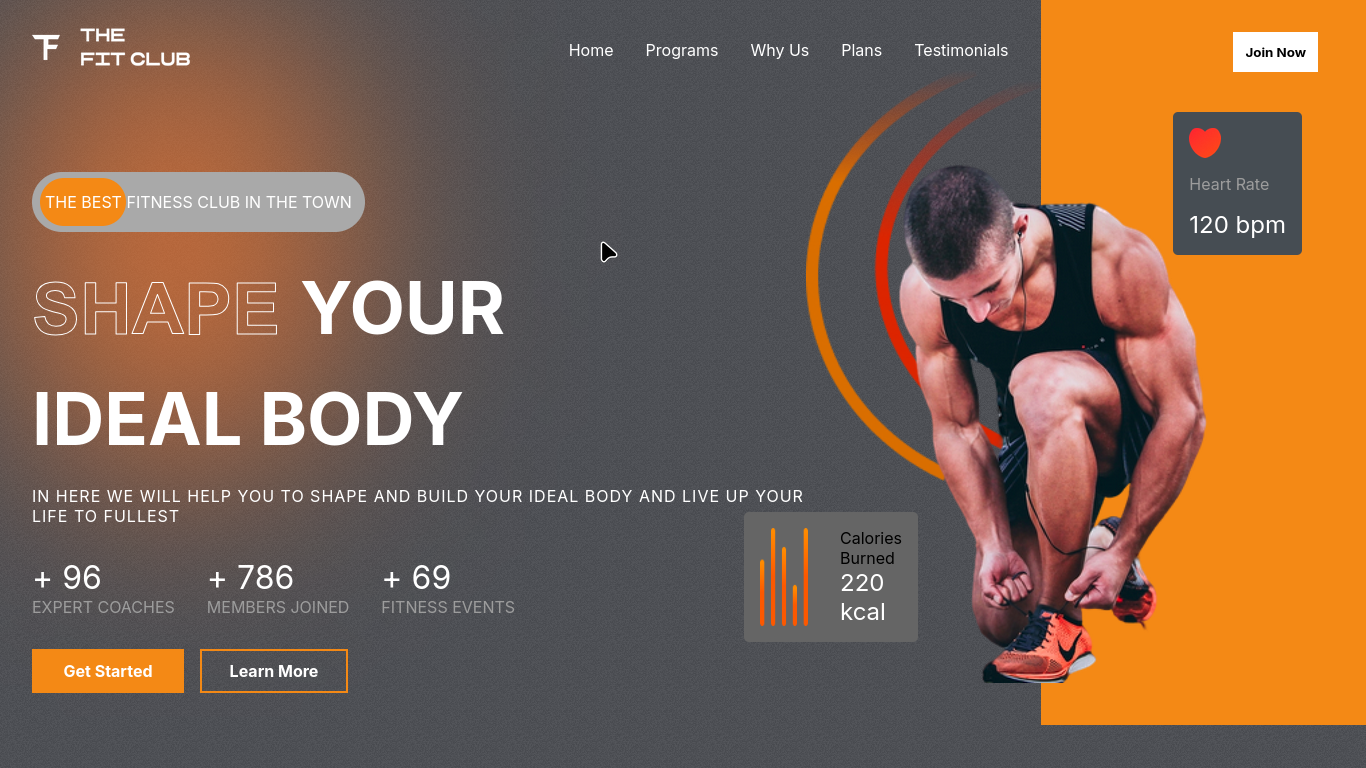 THE
FIT CLUB
Home Programs Why Us Plans Testimonials
Join Now
Heart Rate
120 bpm
THE BEST FITNESS CLUB IN THE TOWN
SHAPE YOUR
IDEAL BODY
IN HERE WE WILL HELP YOU TO SHAPE AND BUILD YOUR IDEAL BODY AND LIVE UP YOUR
LIFE TO FULLEST
Calories
Burned
220
kcal
+ 96 + 786 + 69
EXPERT COACHES MEMBERS JOINED FITNESS EVENTS
Get Started Learn More